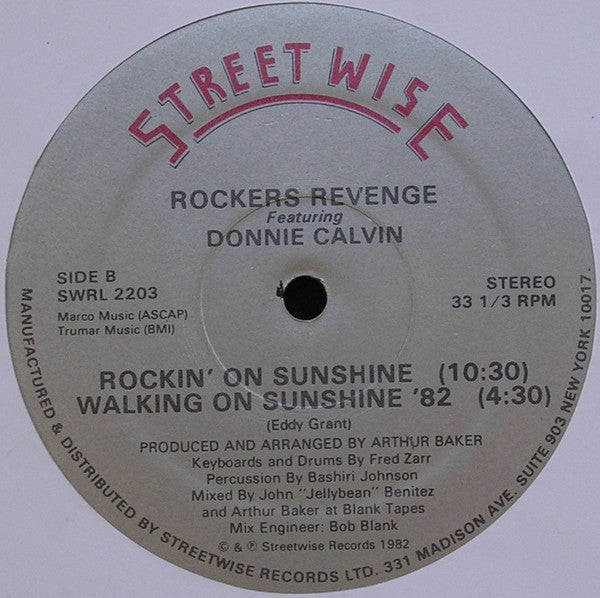 STREETWISE
ROCKERS REVENGE
Featuring
DONNIE CALVIN
SIDE B
SWRL 2203
Marco Music (ASCAP)
Trumar Music (BMI)
STEREO
33 1/3 RPM
ROCKIN' ON SUNSHINE (10:30)
WALKING ON SUNSHINE '82 (4:30)
(Eddy Grant)
PRODUCED AND ARRANGED BY ARTHUR BAKER
Keyboards and Drums By Fred Zarr
Percussion By Bashiri Johnson
Mixed By John "Jellybean" Benitez
and Arthur Baker at Blank Tapes
Mix Engineer: Bob Blank
© & ℗ Streetwise Records 1982
MANUFACTURED & DISTRIBUTED BY STREETWISE RECORDS LTD. 331 MADISON AVE. SUITE 903 NEW YORK 10017.